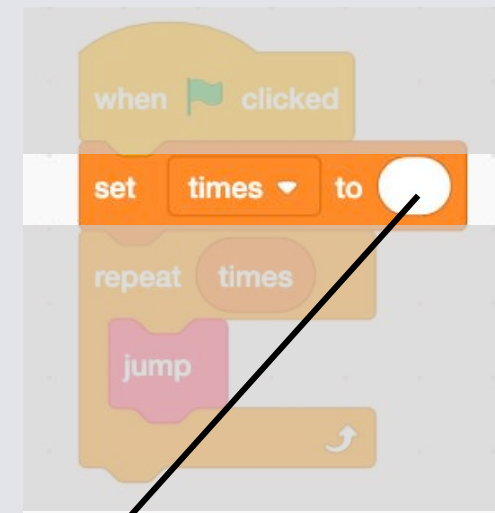 when clicked
set times to
repeat times
jump